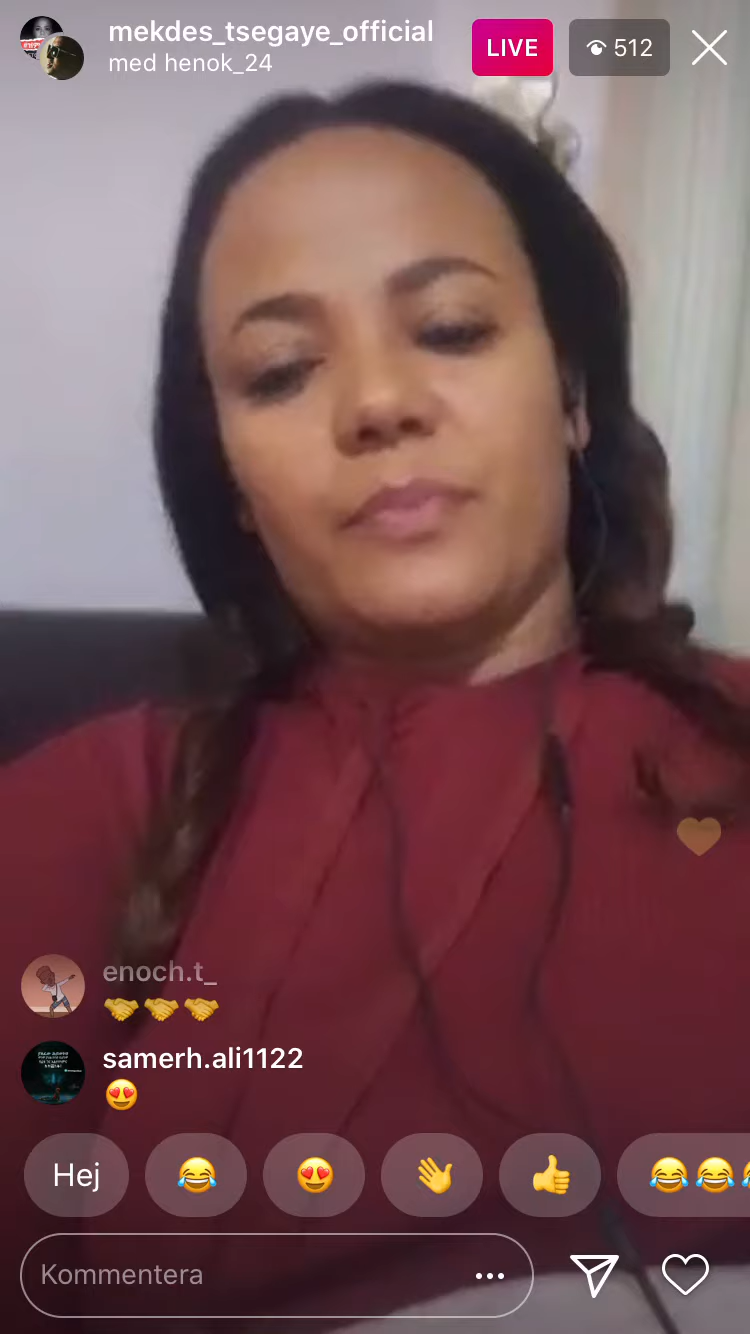 mekdes_tsegaye_official
med henok_24
LIVE
512
enoch.t_
🤝🤝🤝
samerh.ali1122
😍
Hej 😂 😍 👋 👍 😂😂
Kommentera